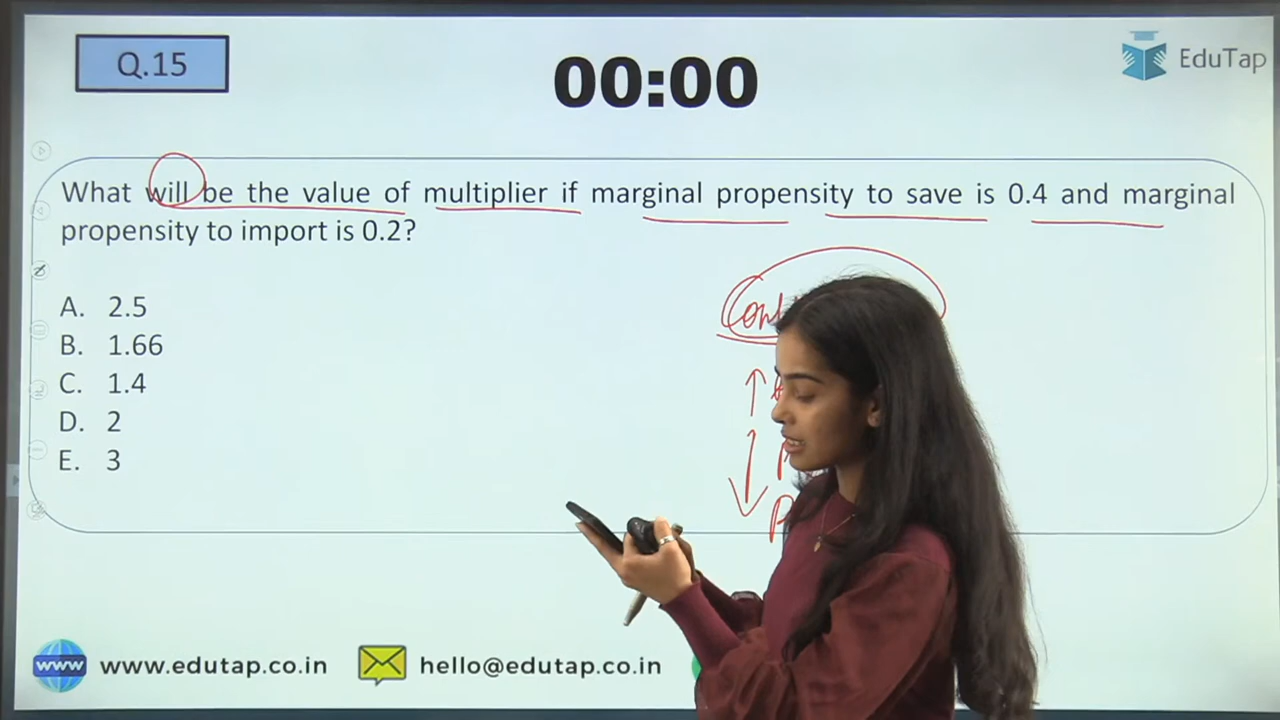 Q.15
00:00
EduTap
What will be the value of multiplier if marginal propensity to save is 0.4 and marginal
propensity to import is 0.2?
A. 2.5
B. 1.66
C. 1.4
D. 2
E. 3
www www.edutap.co.in hello@edutap.co.in